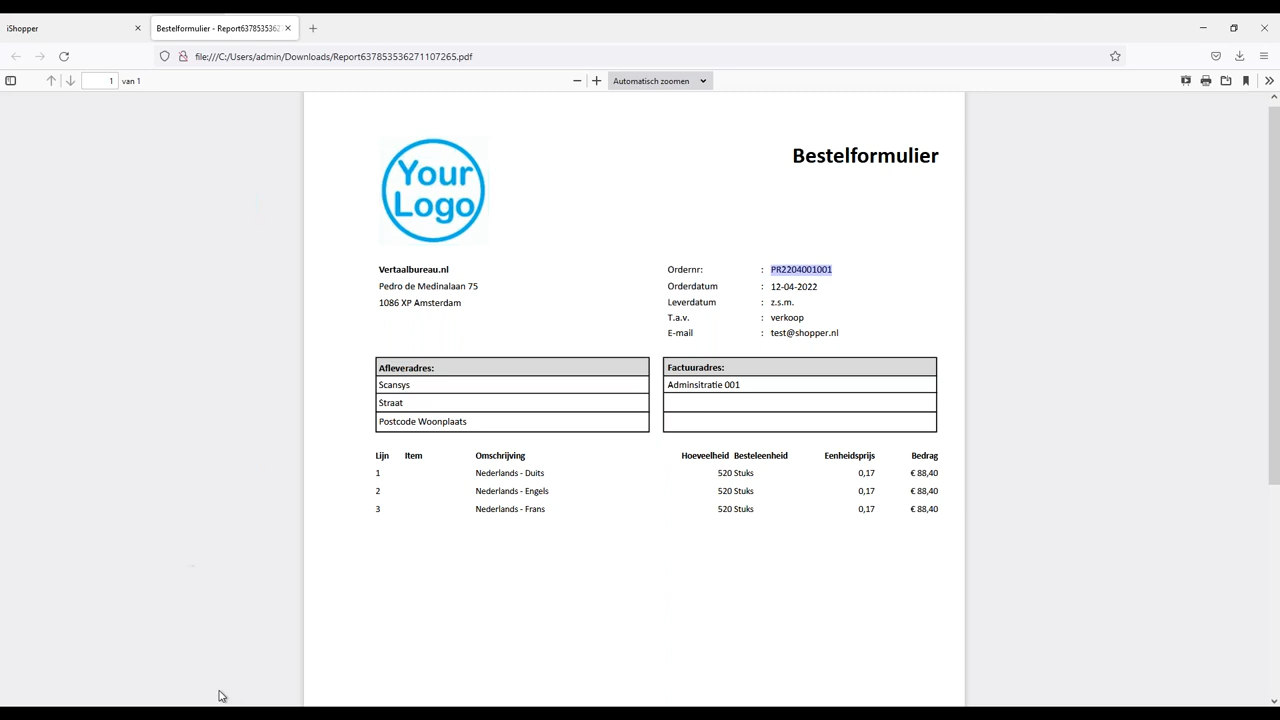 iShopper
Bestelformulier - Report6378535362
file:///C:/Users/admin/Downloads/Report637853536271107265.pdf
1 van 1
Automatisch zoomen
Your
Logo
Bestelformulier
Vertaalbureau.nl
Pedro de Medinalaan 75
1086 XP Amsterdam
Ordernr: : PR2204001001
Orderdatum : 12-04-2022
Leverdatum : z.s.m.
T.a.v. : verkoop
E-mail : test@shopper.nl
Afleveradres:
Scansys
Straat
Postcode Woonplaats
Factuuradres:
Adminsitratie 001
Lijn Item Omschrijving Hoeveelheid Besteleenheid Eenheidsprijs Bedrag
1 Nederlands - Duits 520 Stuks 0,17 € 88,40
2 Nederlands - Engels 520 Stuks 0,17 € 88,40
3 Nederlands - Frans 520 Stuks 0,17 € 88,40